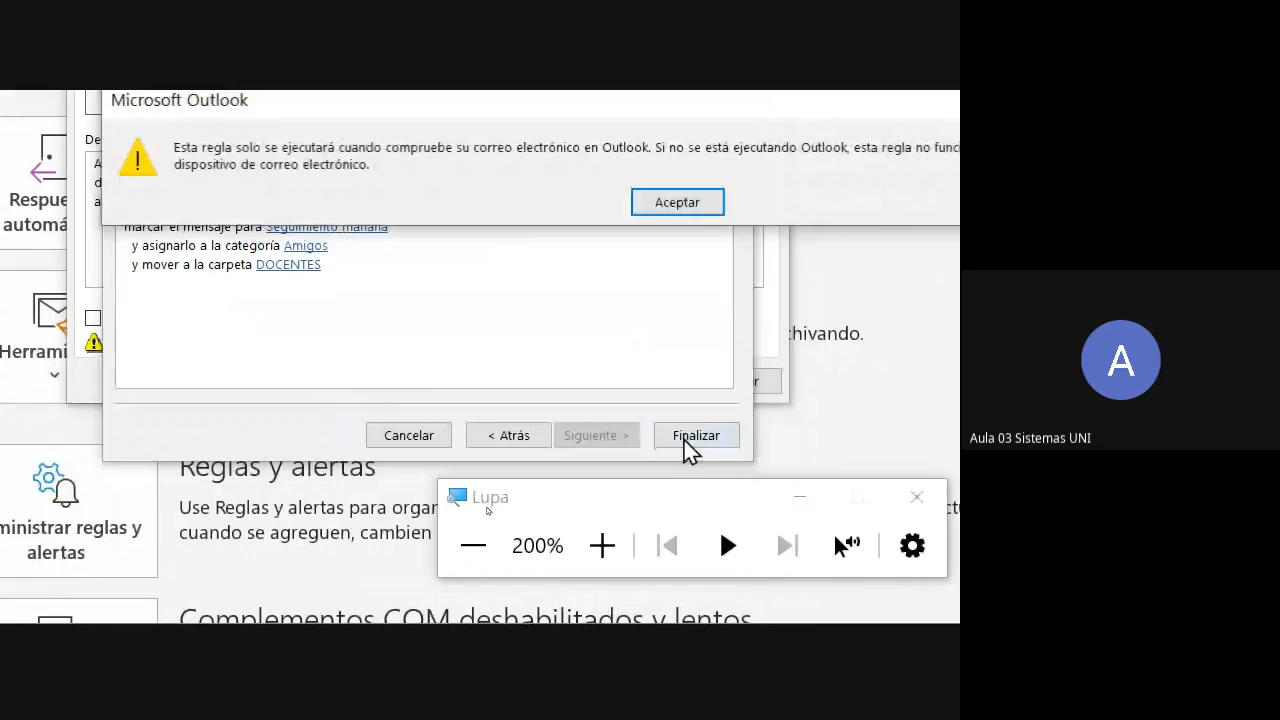 Microsoft Outlook
Esta regla solo se ejecutará cuando compruebe su correo electrónico en Outlook. Si no se está ejecutando Outlook, esta regla no funci
dispositivo de correo electrónico.
Aceptar
De
A
d
a
Respue
automá
marcar el mensaje para Seguimiento mañana
y asignarlo a la categoría Amigos
y mover a la carpeta DOCENTES
chivando.
Herrami
r
Cancelar
< Atrás
Siguiente >
Finalizar
Reglas y alertas
Use Reglas y alertas para organ
cuando se agreguen, cambien
ministrar reglas y
alertas
Lupa
200%
Complementos COM deshabilitados y lentos
A
Aula 03 Sistemas UNI